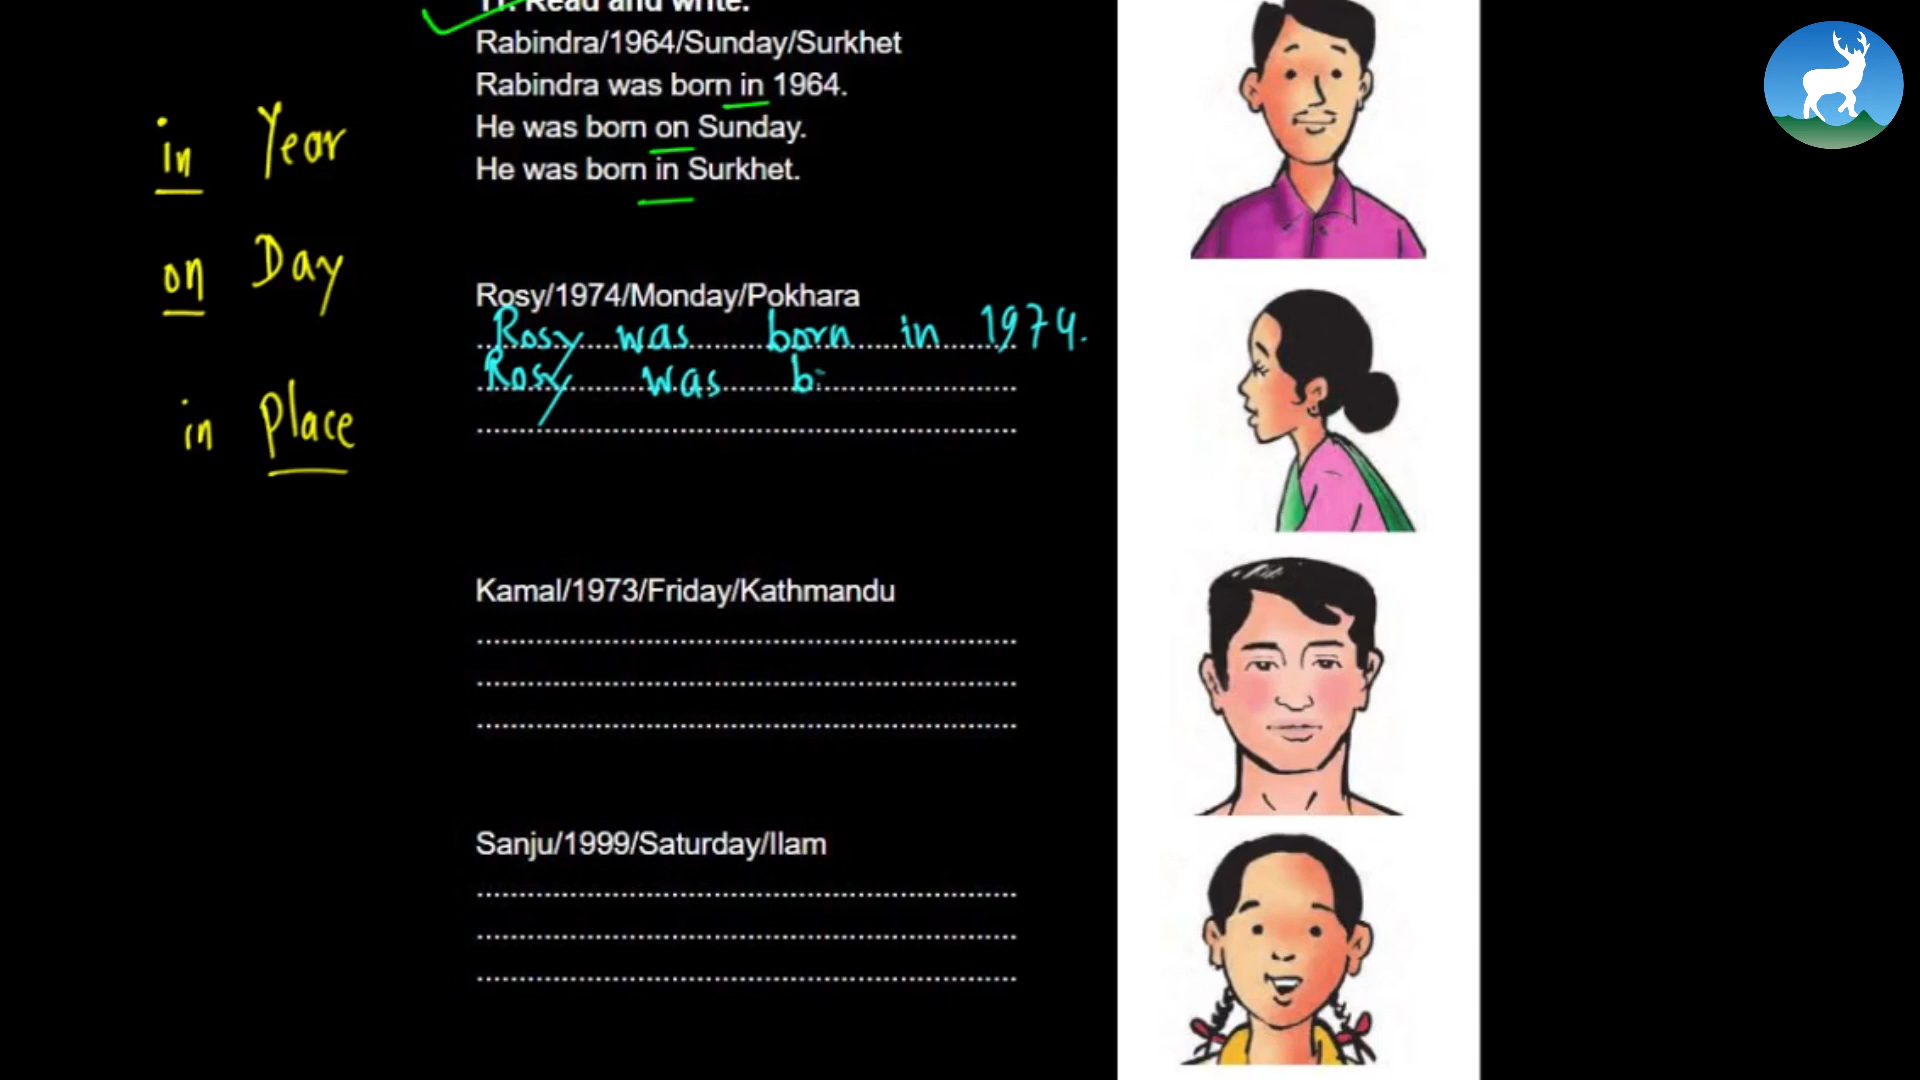 11. Read and write.
Rabindra/1964/Sunday/Surkhet
Rabindra was born in 1964.
He was born on Sunday.
He was born in Surkhet.
in Year
on Day
in Place
Rosy/1974/Monday/Pokhara
Rosy was born in 1974.
Rosy was b
Kamal/1973/Friday/Kathmandu
Sanju/1999/Saturday/Ilam